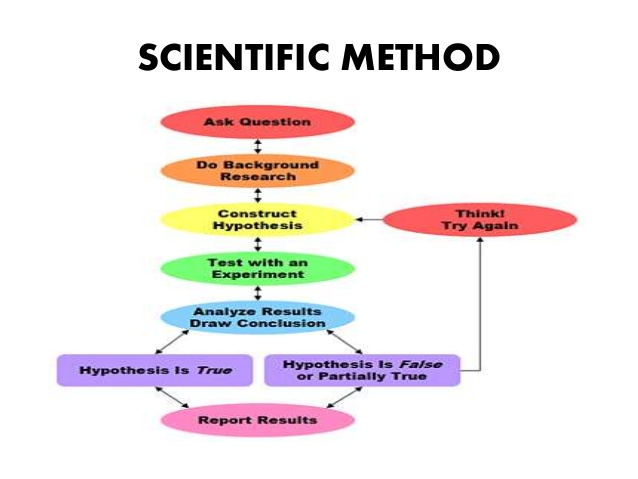 SCIENTIFIC METHOD
Ask Question
Do Background
Research
Construct
Hypothesis
Think!
Try Again
Test with an
Experiment
Analyze Results
Draw Conclusion
Hypothesis Is True
Hypothesis Is False
or Partially True
Report Results